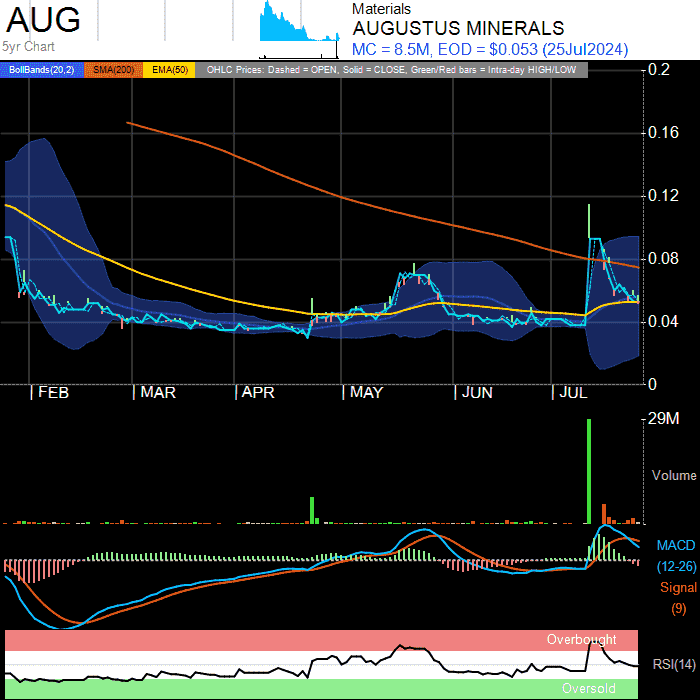 AUG
5yr Chart
Materials
AUGUSTUS MINERALS
MC = 8.5M, EOD = $0.053 (25Jul2024)
BollBands(20,2) SMA(200) EMA(50) OHLC Prices: Dashed = OPEN, Solid = CLOSE, Green/Red bars = Intra-day HIGH/LOW
0.2
0.16
0.12
0.08
0.04
0
| FEB | MAR | APR | MAY | JUN | JUL
29M
Volume
MACD
(12-26)
Signal
(9)
Overbought
RSI(14)
Oversold